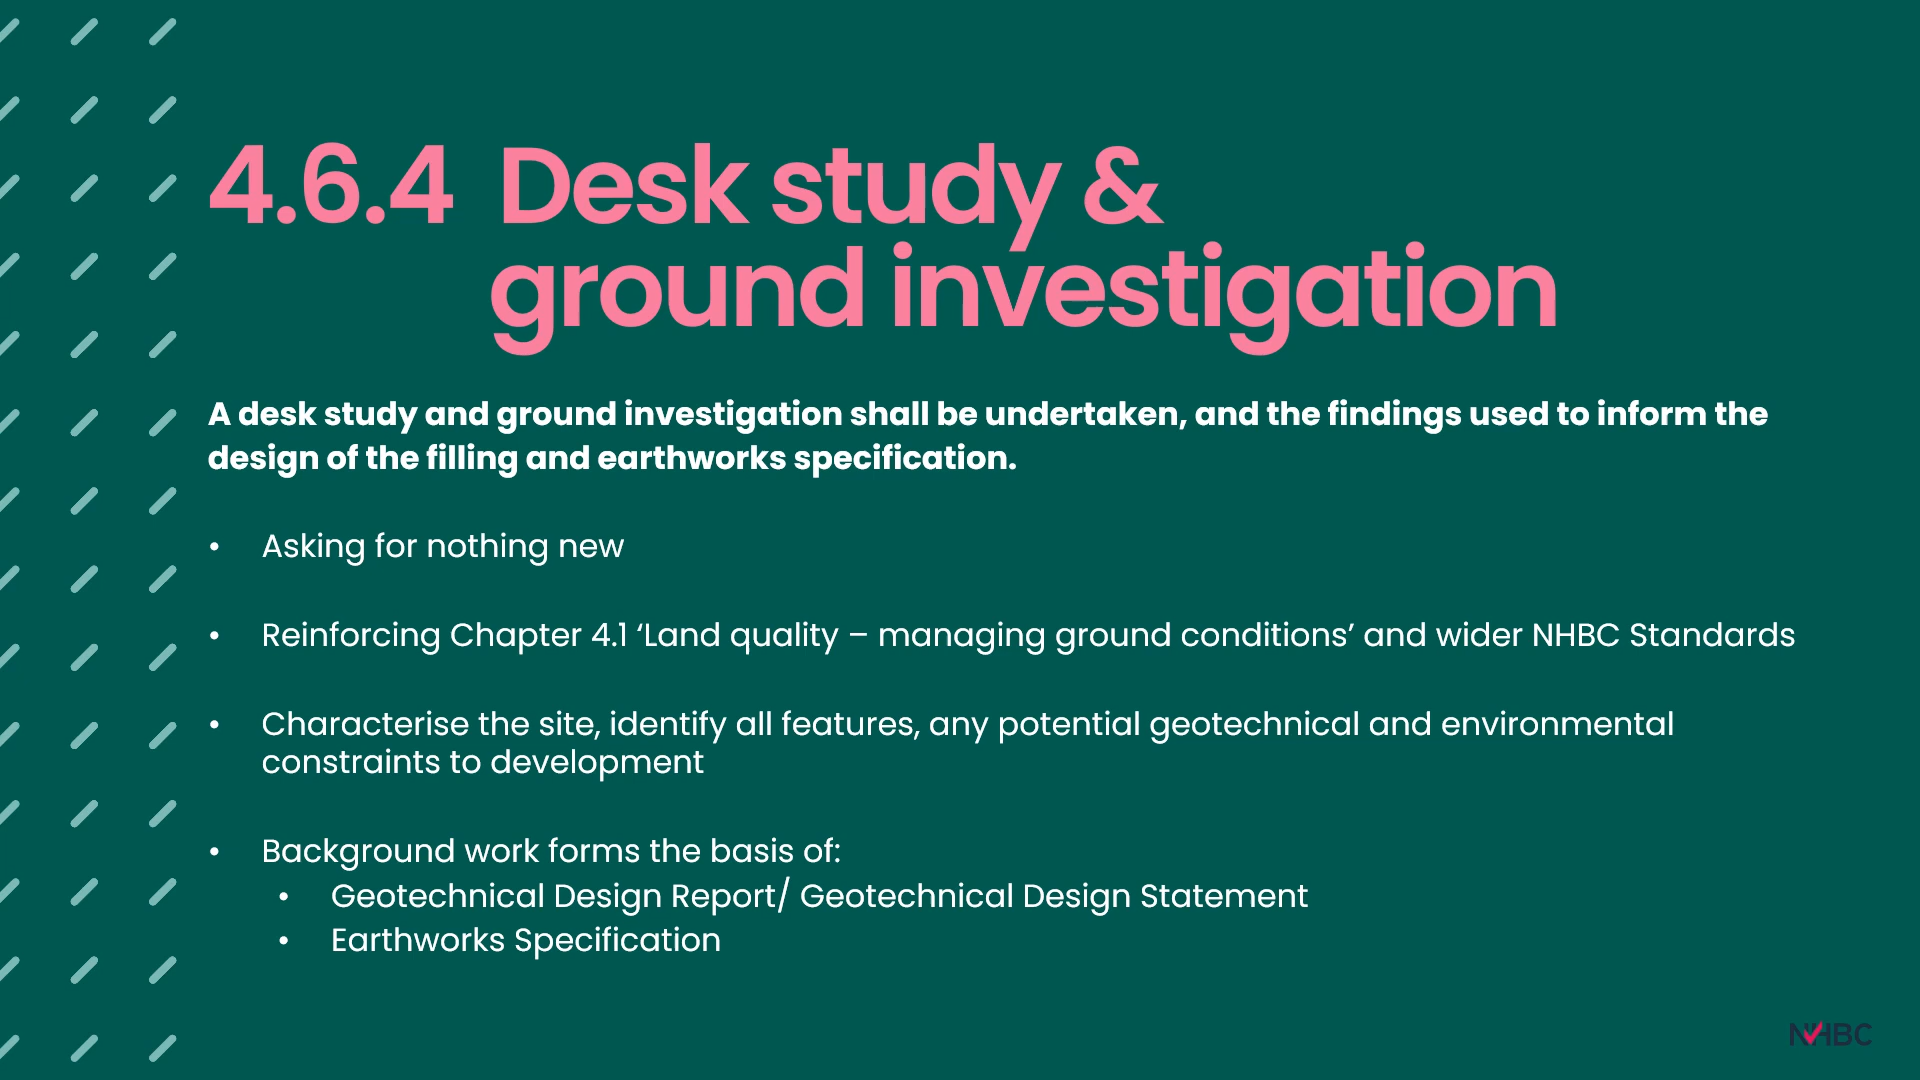 4.6.4 Desk study &
ground investigation
A desk study and ground investigation shall be undertaken, and the findings used to inform the
design of the filling and earthworks specification.
• Asking for nothing new
• Reinforcing Chapter 4.1 ‘Land quality – managing ground conditions’ and wider NHBC Standards
• Characterise the site, identify all features, any potential geotechnical and environmental
constraints to development
• Background work forms the basis of:
• Geotechnical Design Report/ Geotechnical Design Statement
• Earthworks Specification
NHBC